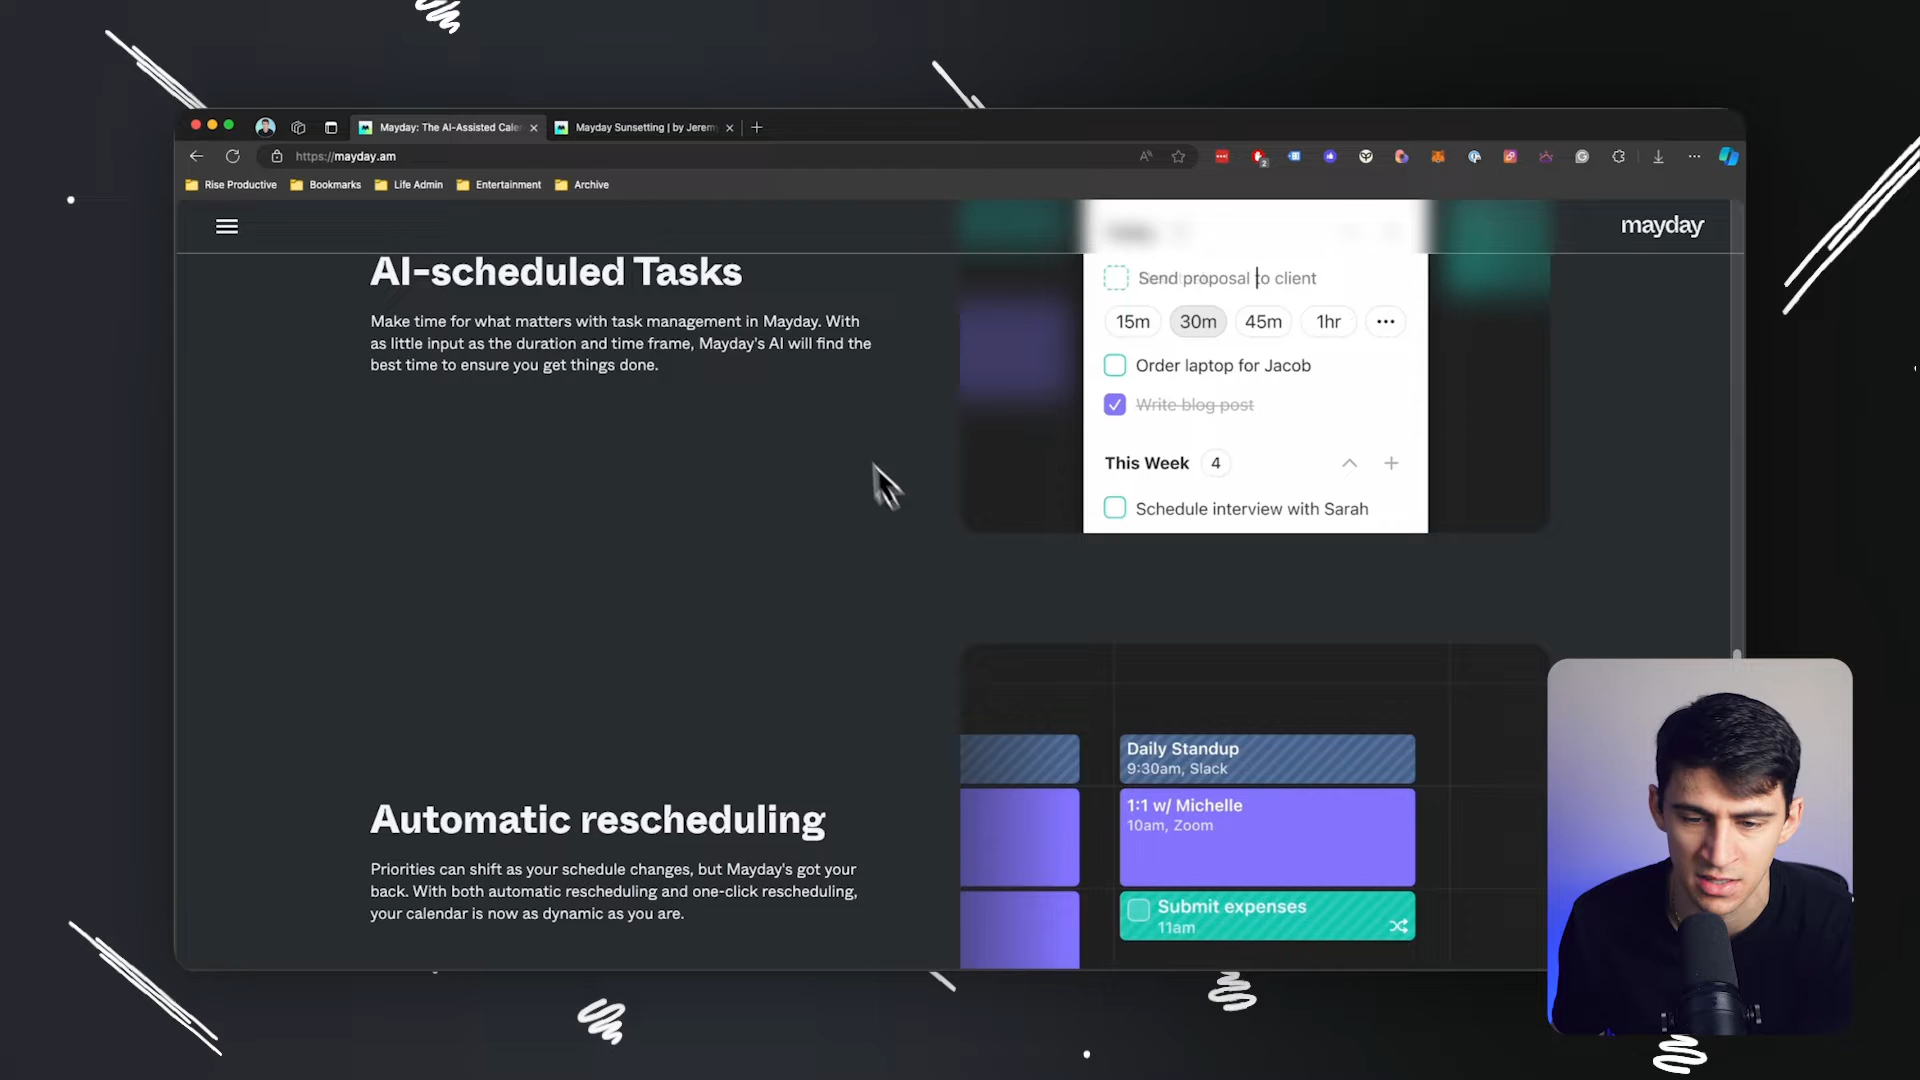 Mayday: The AI-Assisted Cale
Mayday Sunsetting | by Jeremy
https://mayday.am
2
Rise Productive
Bookmarks
Life Admin
Entertainment
Archive
mayday
AI-scheduled Tasks
Make time for what matters with task management in Mayday. With
as little input as the duration and time frame, Mayday's AI will find the
best time to ensure you get things done.
Send proposal to client
15m
30m
45m
1hr
Order laptop for Jacob
Write blog post
This Week
4
Schedule interview with Sarah
Automatic rescheduling
Priorities can shift as your schedule changes, but Mayday's got your
back. With both automatic rescheduling and one-click rescheduling,
your calendar is now as dynamic as you are.
Daily Standup
9:30am, Slack
1:1 w/ Michelle
10am, Zoom
Submit expenses
11am